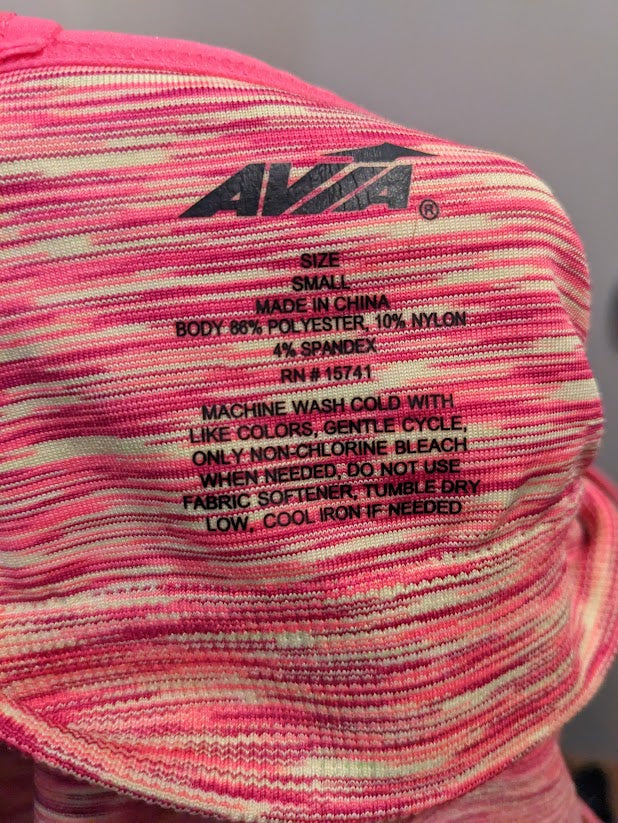 AVIA®
SIZE
SMALL
MADE IN CHINA
BODY 86% POLYESTER, 10% NYLON
4% SPANDEX
RN # 15741
MACHINE WASH COLD WITH
LIKE COLORS, GENTLE CYCLE,
ONLY NON-CHLORINE BLEACH
WHEN NEEDED, DO NOT USE
FABRIC SOFTENER, TUMBLE DRY
LOW, COOL IRON IF NEEDED